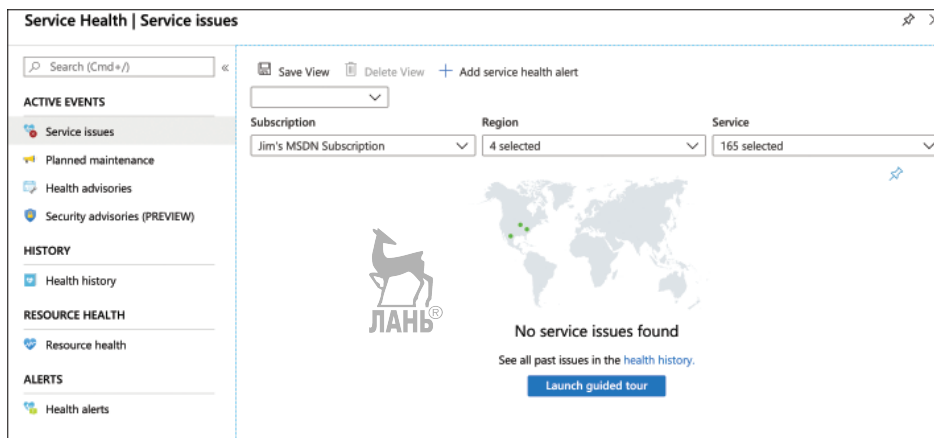 Service Health | Service issues
Search (Cmd+/)
«
ACTIVE EVENTS
Service issues
Planned maintenance
Health advisories
Security advisories (PREVIEW)
HISTORY
Health history
RESOURCE HEALTH
Resource health
ALERTS
Health alerts
Save View
Delete View
Add service health alert
Subscription
Region
Service
Jim's MSDN Subscription
4 selected
165 selected
ЛАНЬ®
No service issues found
See all past issues in the health history.
Launch guided tour